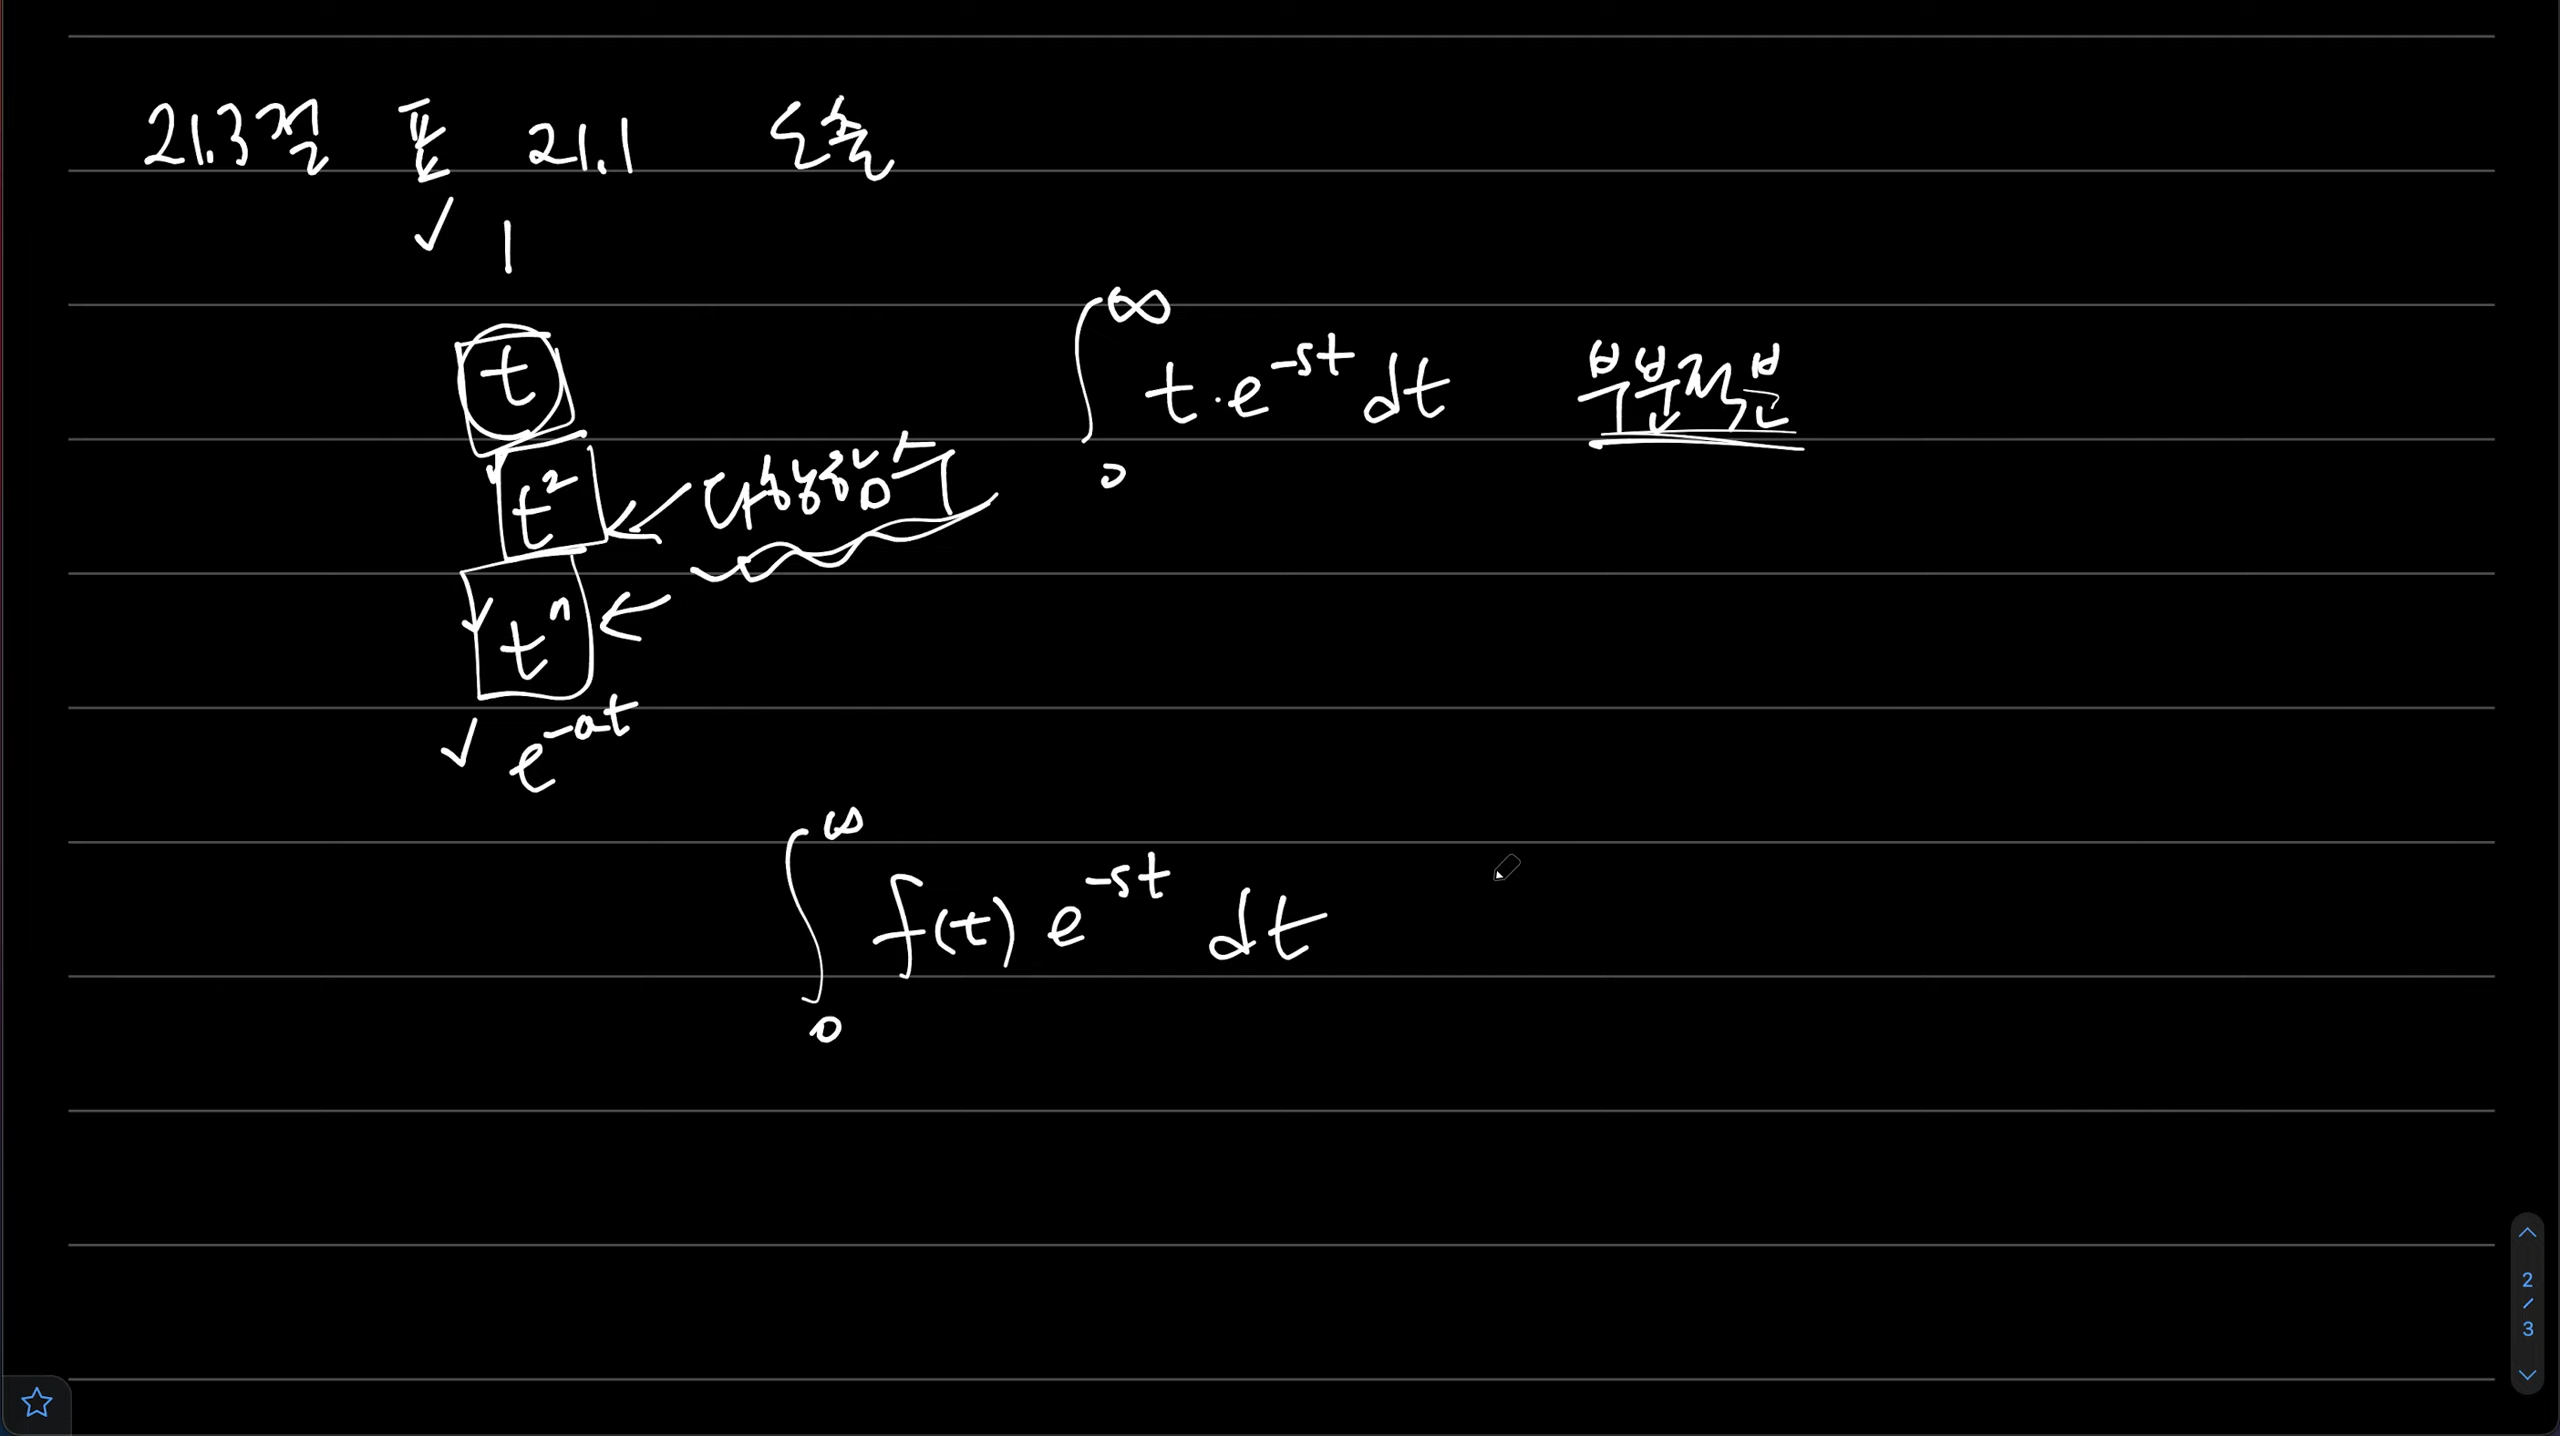 21.3절 표 21.1 도출
✓ 1
t
∫₀^∞ t·e^{-st} dt 부분적분
t² ← 다항함수
t^n ←
✓ e^{-at}
∫₀^∞ f(t) e^{-st} dt
2
/
3